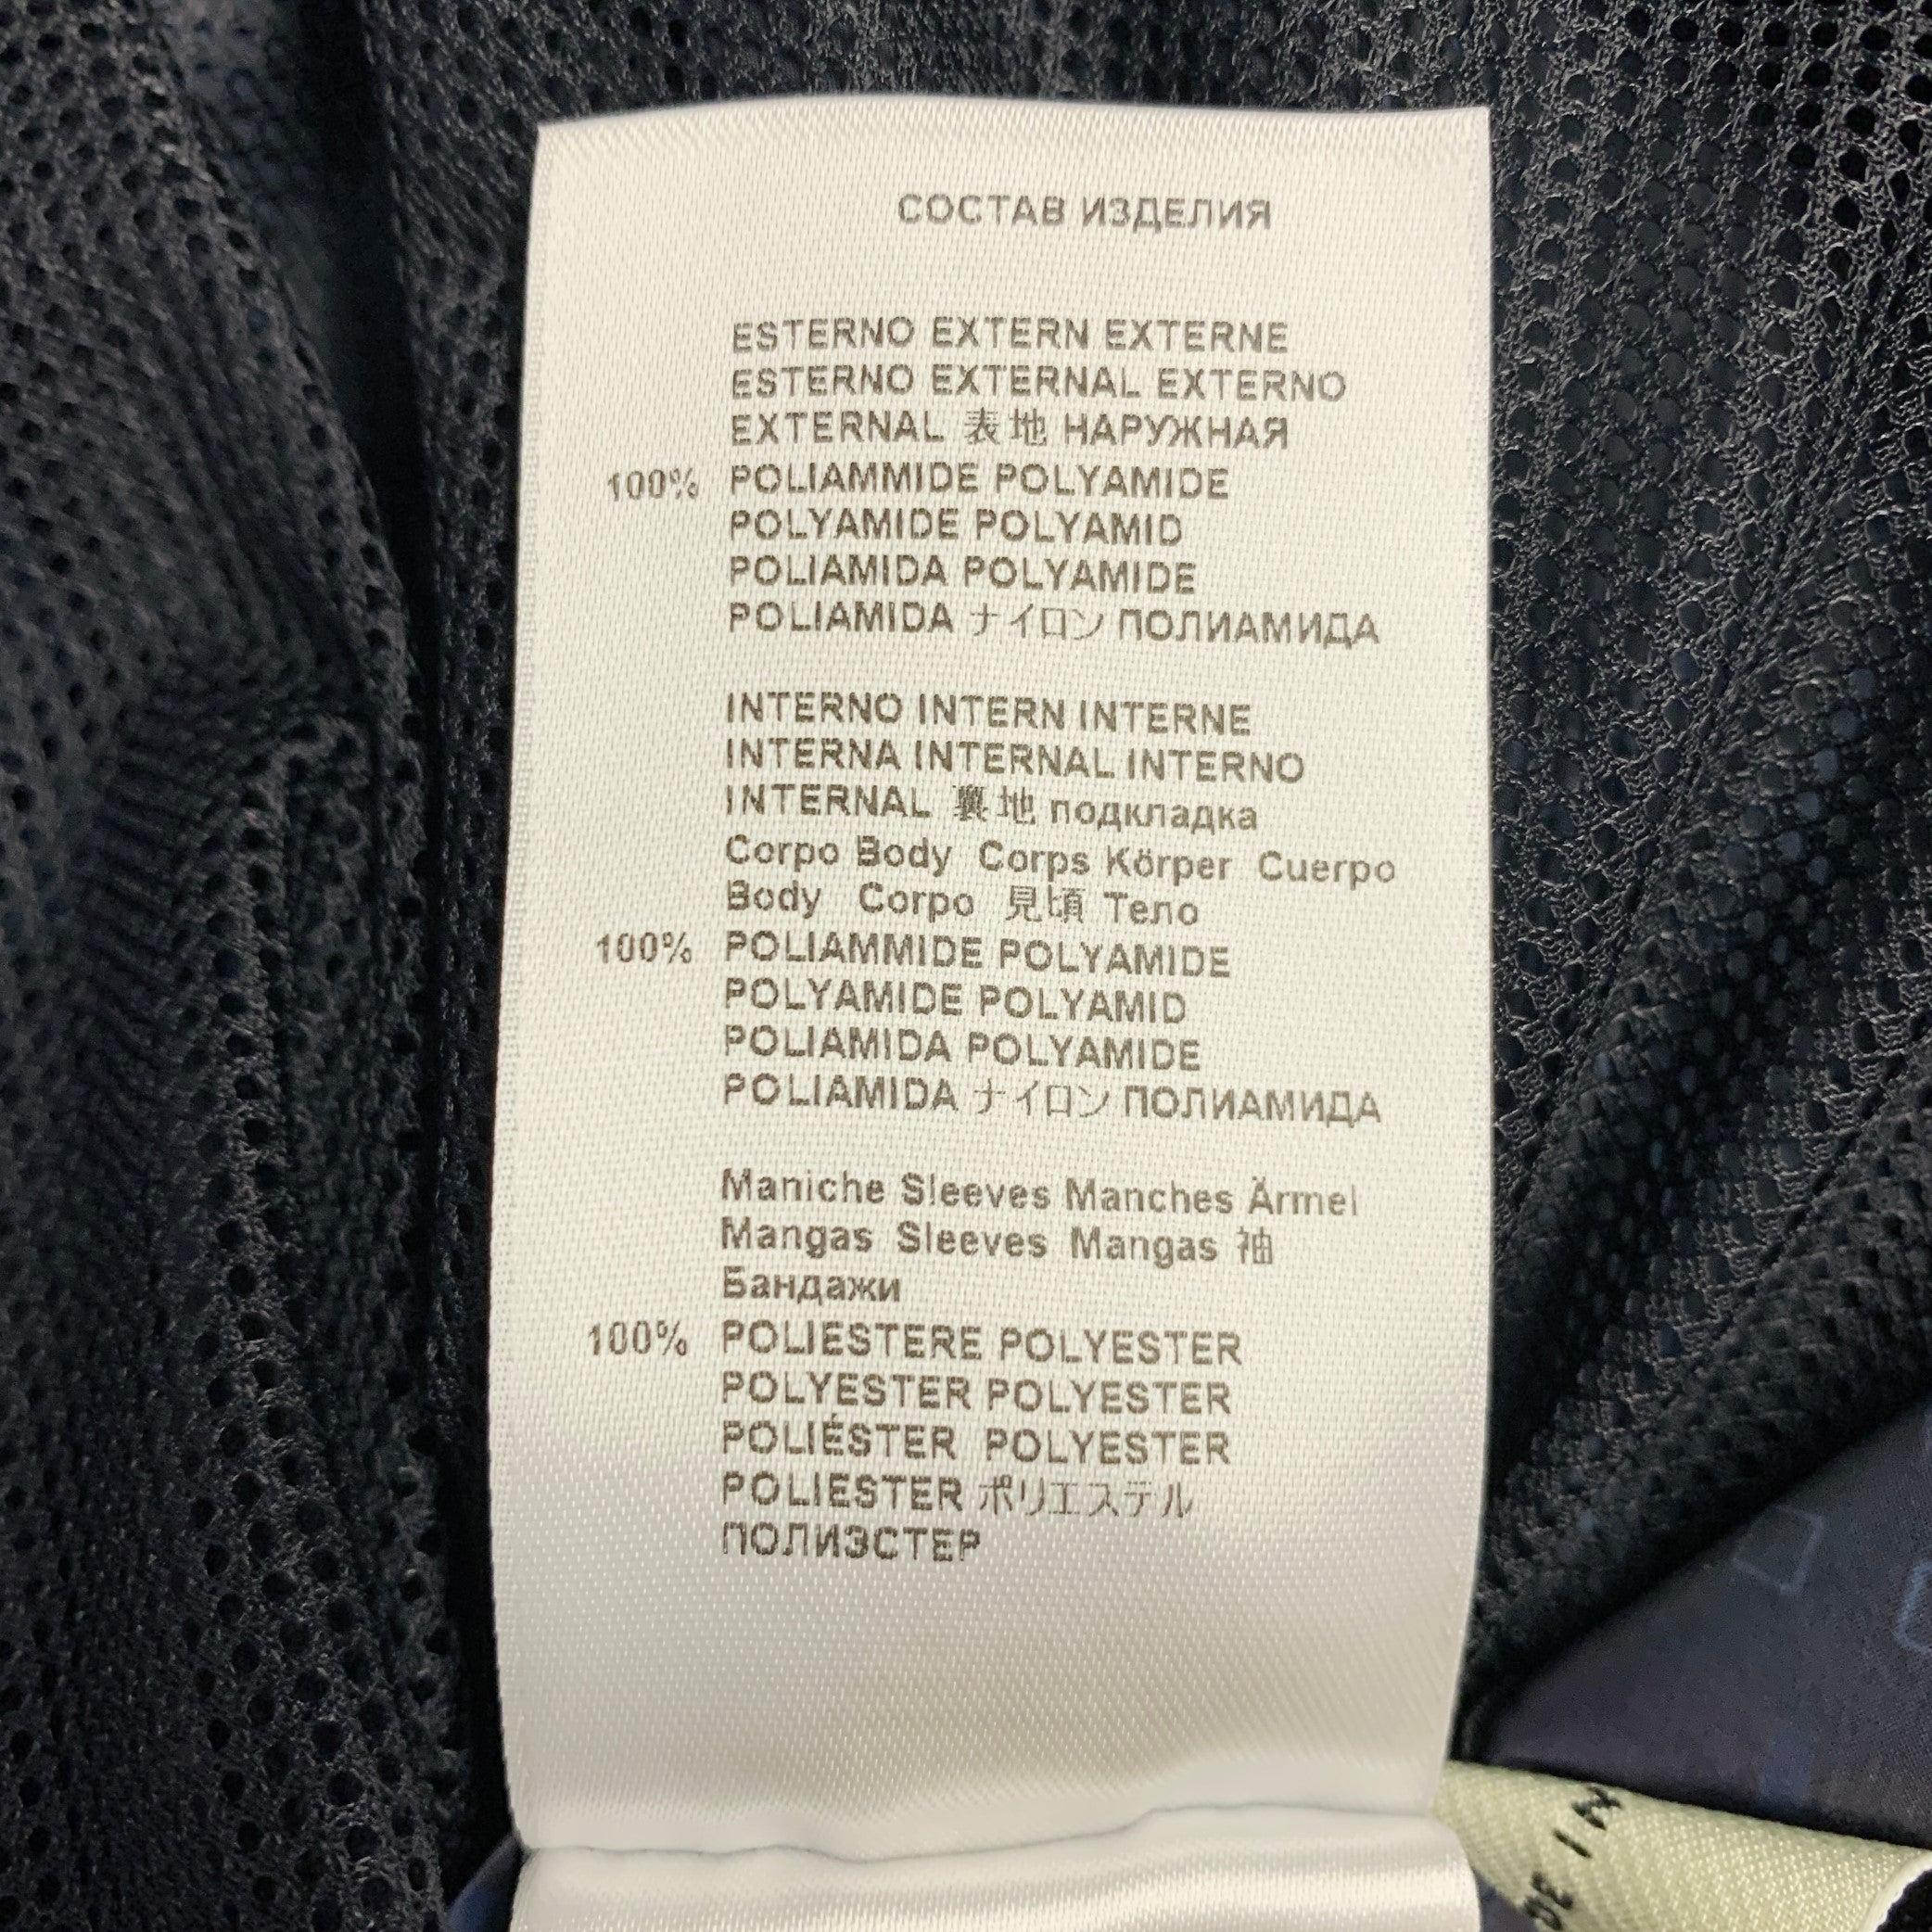 СОСТАВ ИЗДЕЛИЯ
ESTERNO EXTERN EXTERNE
ESTERNO EXTERNAL EXTERNO
EXTERNAL 表地 НАРУЖНАЯ
100% POLIAMMIDE POLYAMIDE
POLYAMIDE POLYAMID
POLIAMIDA POLYAMIDE
POLIAMIDA ナイロン ПОЛИАМИДА
INTERNO INTERN INTERNE
INTERNA INTERNAL INTERNO
INTERNAL 裏地 подкладка
Corpo Body Corps Körper Cuerpo
Body Corpo 見頃 Тело
100% POLIAMMIDE POLYAMIDE
POLYAMIDE POLYAMID
POLIAMIDA POLYAMIDE
POLIAMIDA ナイロン ПОЛИАМИДА
Maniche Sleeves Manches Ärmel
Mangas Sleeves Mangas 袖
Бандажи
100% POLIESTERE POLYESTER
POLYESTER POLYESTER
POLIÉSTER POLYESTER
POLIESTER ポリエステル
ПОЛИЭСТЕР
DE IN